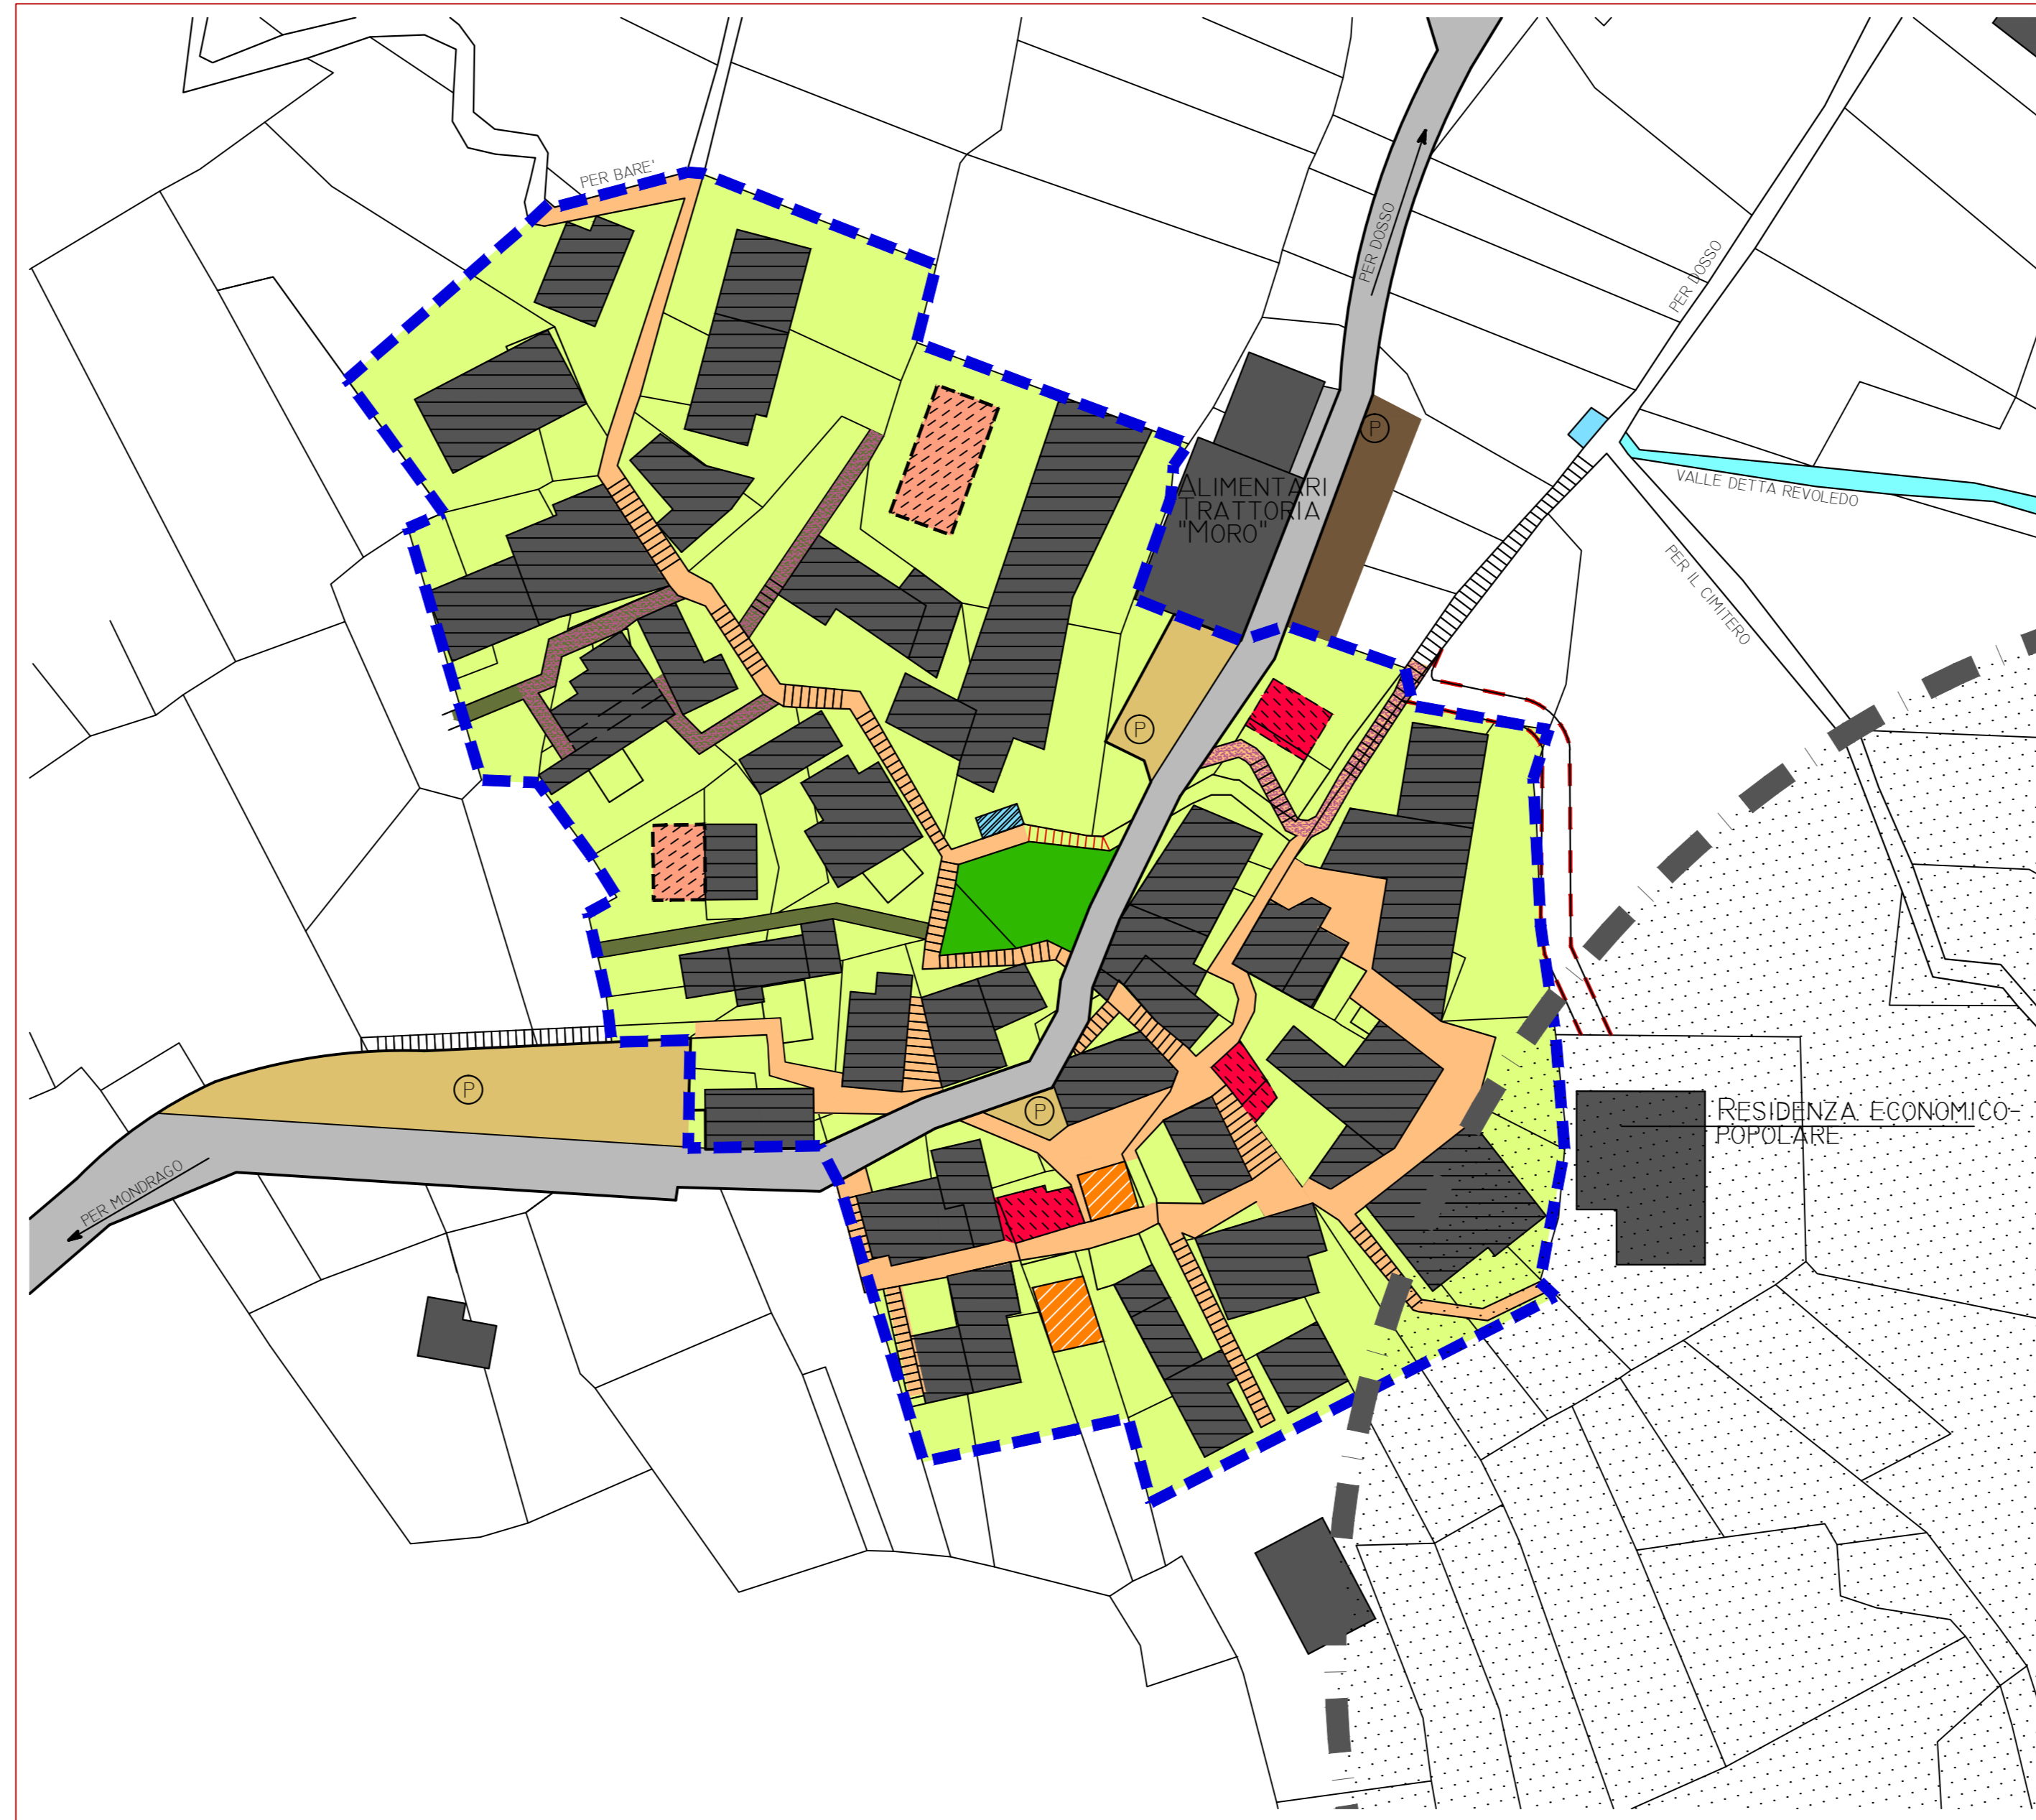 PER BARE'
PER DOSSO
PER DOSSO
P
ALIMENTARI
TRATTORIA
"MORO"
VALLE DETTA REVOLEDO
PER IL CIMITERO
P
P
P
RESIDENZA ECONOMICO-
POPOLARE
PER MONDRAGO